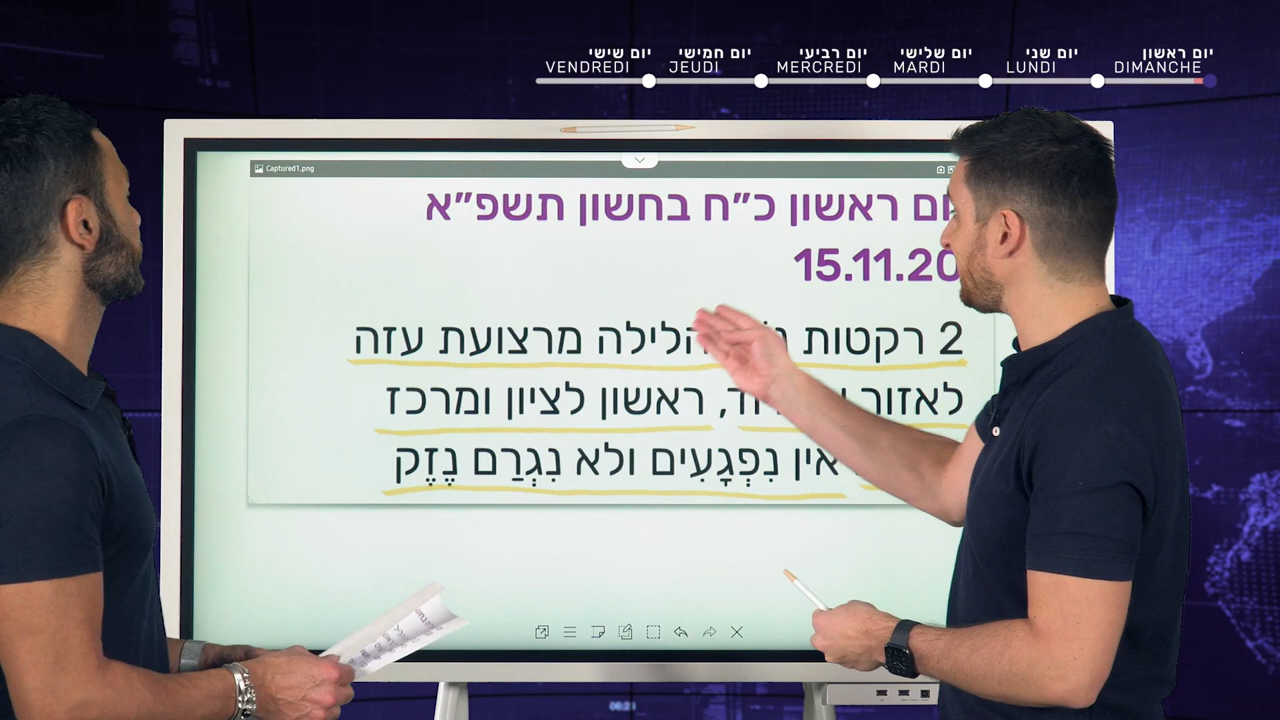 יום ראשון יום שני יום שלישי יום רביעי יום חמישי יום שישי
VENDREDI JEUDI MERCREDI MARDI LUNDI DIMANCHE
Captured1.png
ראשון כ״ח בחשון תשפ״א
15.11.20
2 רקטות הלילה מרצועת עזה
לאזור ראשון לציון ומרכז
אין נִפְגָעִים ולא נִגְרַם נֶזֶק